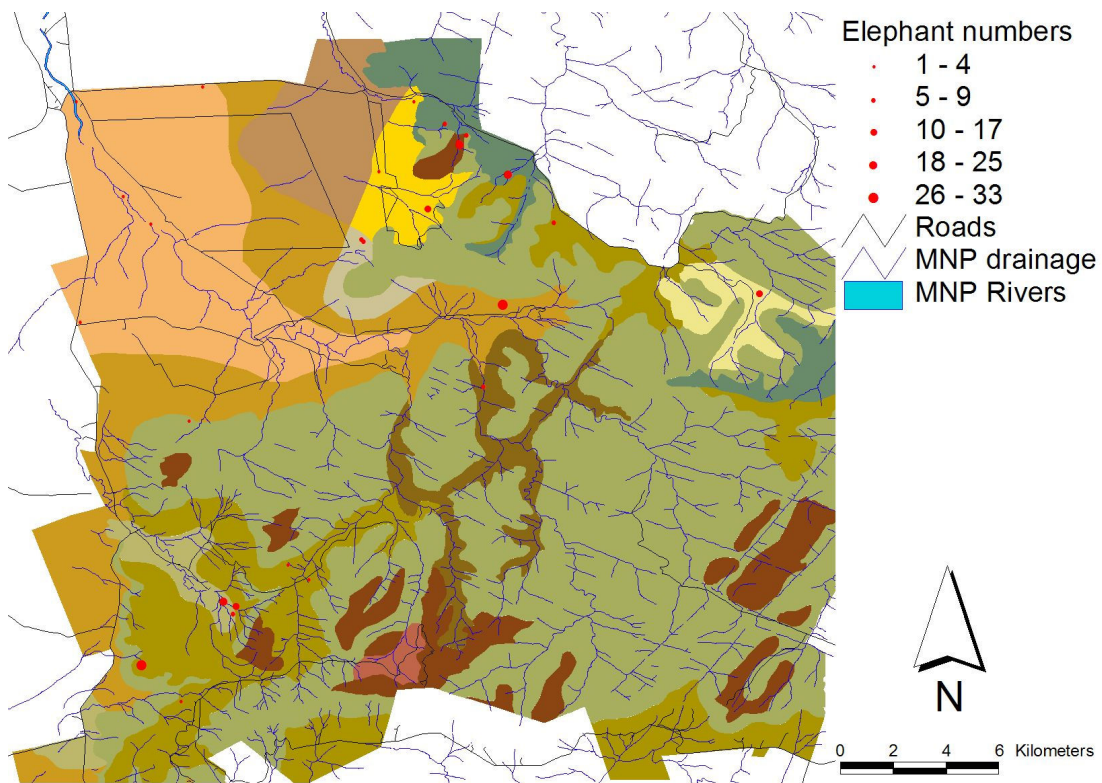 Elephant numbers
1 - 4
5 - 9
10 - 17
18 - 25
26 - 33
Roads
MNP drainage
MNP Rivers
N
0 2 4 6 Kilometers